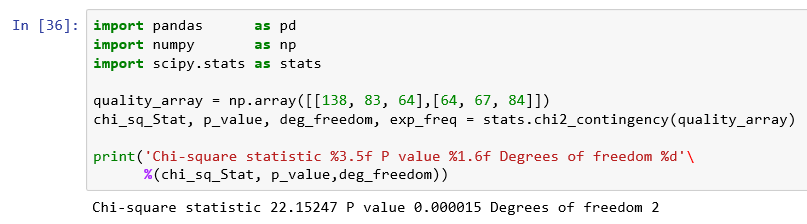 In [36]: import pandas      as pd
import numpy       as np
import scipy.stats as stats
quality_array = np.array([[138, 83, 64],[64, 67, 84]])
chi_sq_Stat, p_value, deg_freedom, exp_freq = stats.chi2_contingency(quality_array)
print('Chi-square statistic %3.5f P value %1.6f Degrees of freedom %d'\
      %(chi_sq_Stat, p_value,deg_freedom))
Chi-square statistic 22.15247 P value 0.000015 Degrees of freedom 2